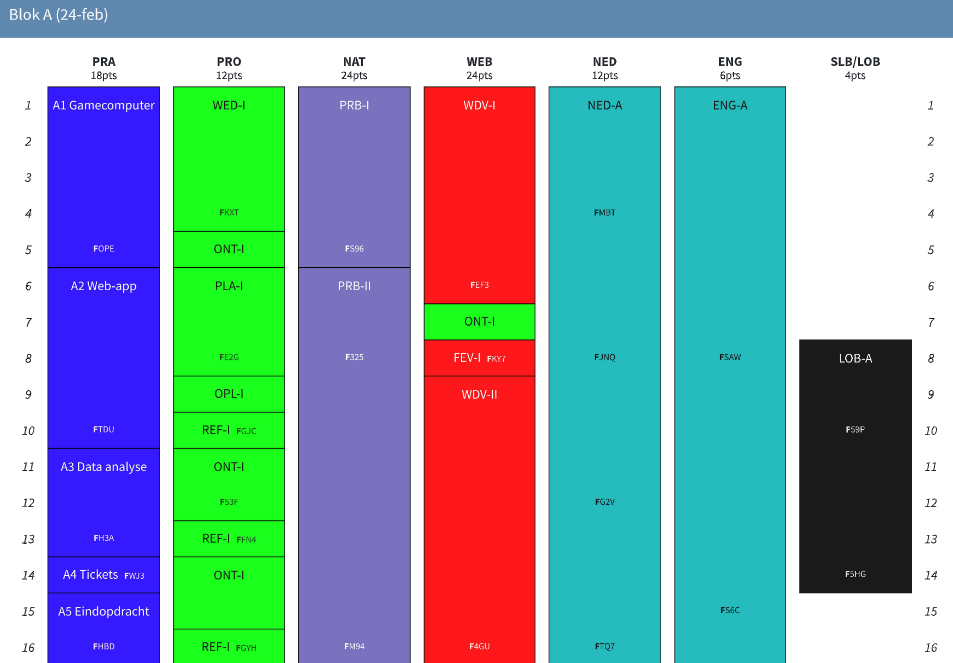 Blok A (24-feb)
PRA PRO NAT WEB NED ENG SLB/LOB
18pts 12pts 24pts 24pts 12pts 6pts 4pts
1 A1 Gamecomputer WED-I PRB-I WDV-I NED-A ENG-A 1
2 2
3 3
4 FKXT FMBT 4
5 FOPE ONT-I FS96 5
6 A2 Web-app PLA-I PRB-II FEF3 6
7 ONT-I 7
8 FE2G F325 FEV-I FKY7 FJNQ FSAW LOB-A 8
9 OPL-I WDV-II 9
10 FTDU REF-I FGJC F59P 10
11 A3 Data analyse ONT-I 11
12 F53F FG2V 12
13 FH3A REF-I FFN4 13
14 A4 Tickets FWJ3 ONT-I F5HG 14
15 A5 Eindopdracht FS6C 15
16 FHBD REF-I FGYH FM94 F4GU FTQ7 16